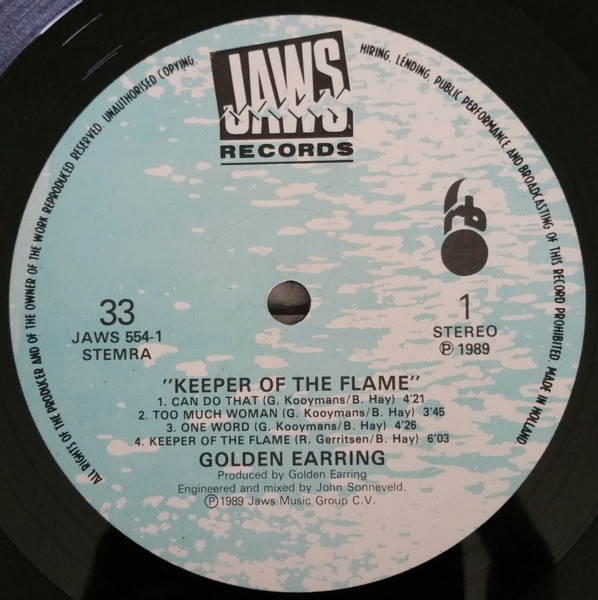 ALL RIGHTS OF THE PRODUCER AND OF THE OWNER OF THE WORK REPRODUCED RESERVED. UNAUTHORISED COPYING,
HIRING, LENDING, PUBLIC PERFORMANCE AND BROADCASTING OF THIS RECORD PROHIBITED. MADE IN HOLLAND.
JAWS
RECORDS
33
JAWS 554-1
STEMRA
1
STEREO
Ⓟ 1989
"KEEPER OF THE FLAME"
1. CAN DO THAT (G. Kooymans/B. Hay) 4'21
2. TOO MUCH WOMAN (G. Kooymans/B. Hay) 3'45
3. ONE WORD (G. Kooymans/B. Hay) 4'26
4. KEEPER OF THE FLAME (R. Gerritsen/B. Hay) 6'03
GOLDEN EARRING
Produced by Golden Earring
Engineered and mixed by John Sonneveld.
Ⓟ1989 Jaws Music Group C.V.